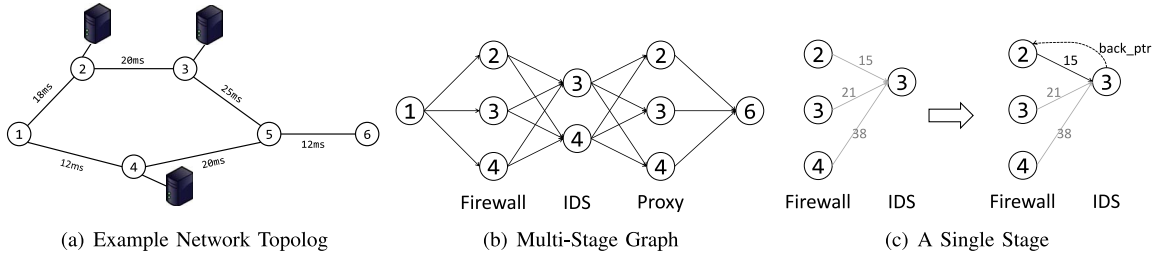 2
20ms
3
18ms
25ms
1
5
6
12ms
12ms
4
20ms
(a) Example Network Topolog
2
2
3
1
3
3
6
4
4
4
Firewall IDS Proxy
(b) Multi-Stage Graph
2
15
3
21
3
38
4
Firewall IDS
2
back_ptr
15
3
21
3
38
4
Firewall IDS
(c) A Single Stage